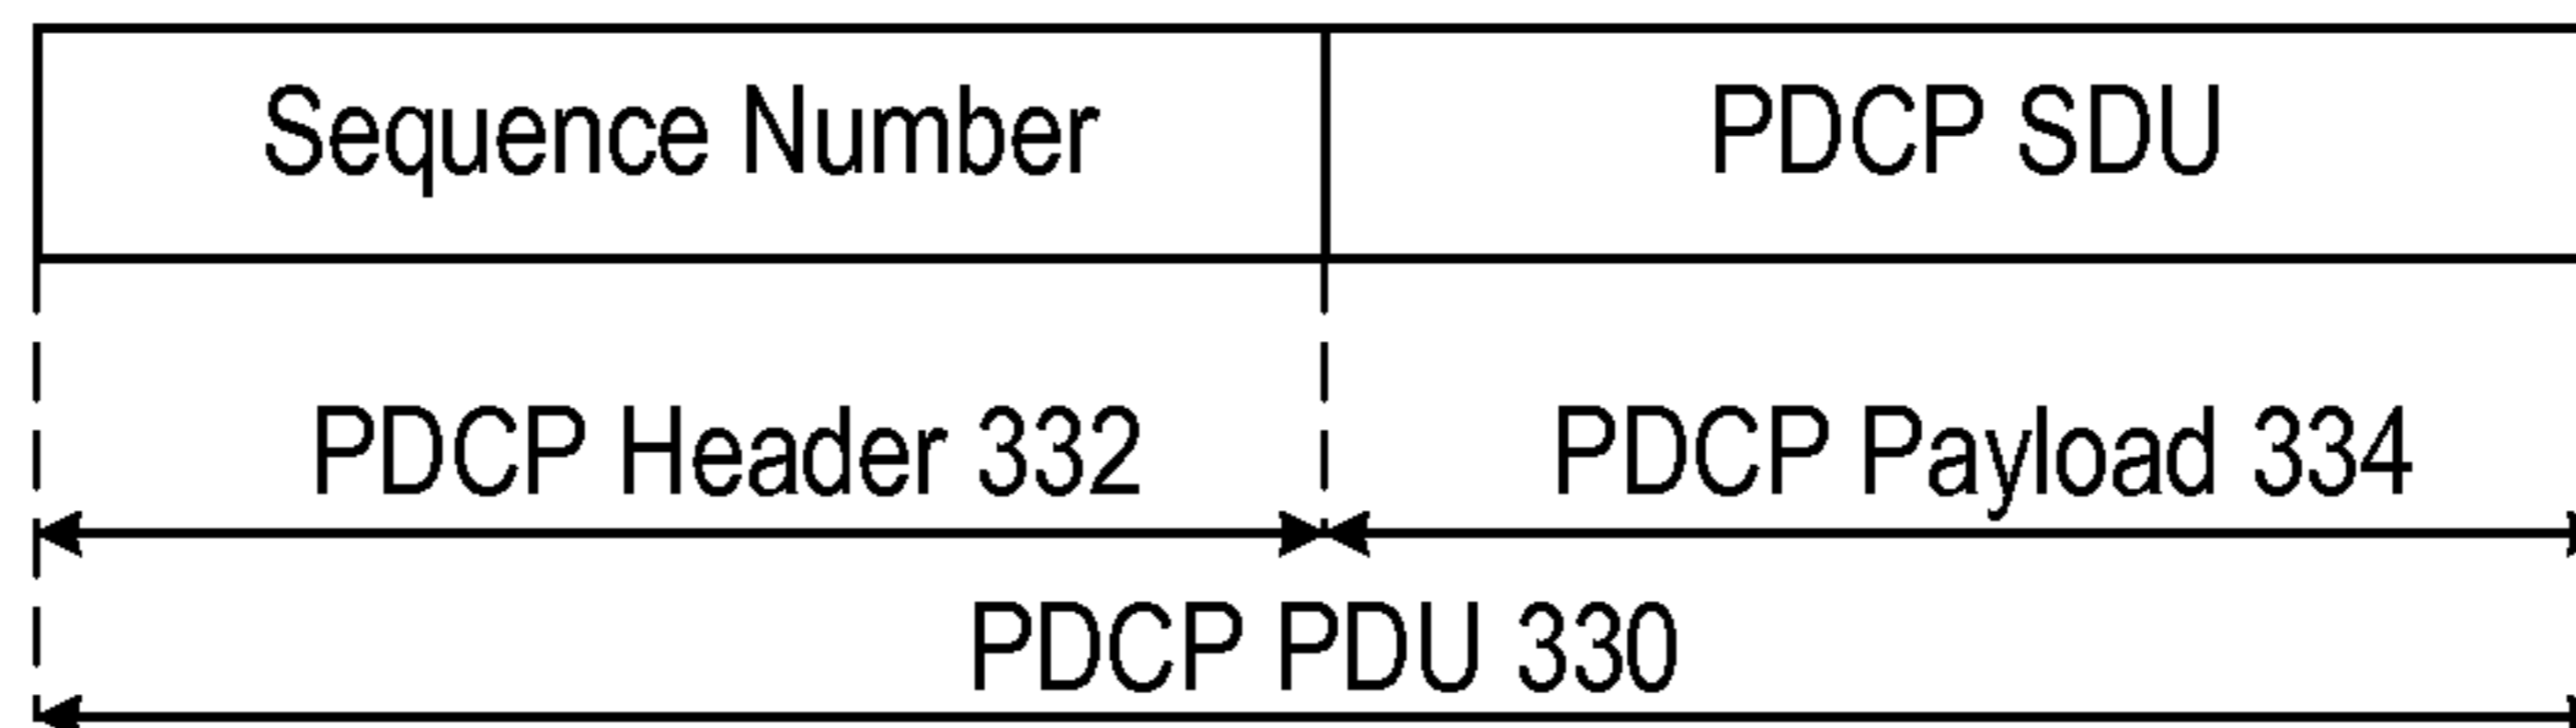 Sequence Number PDCP SDU
PDCP Header 332 PDCP Payload 334
PDCP PDU 330